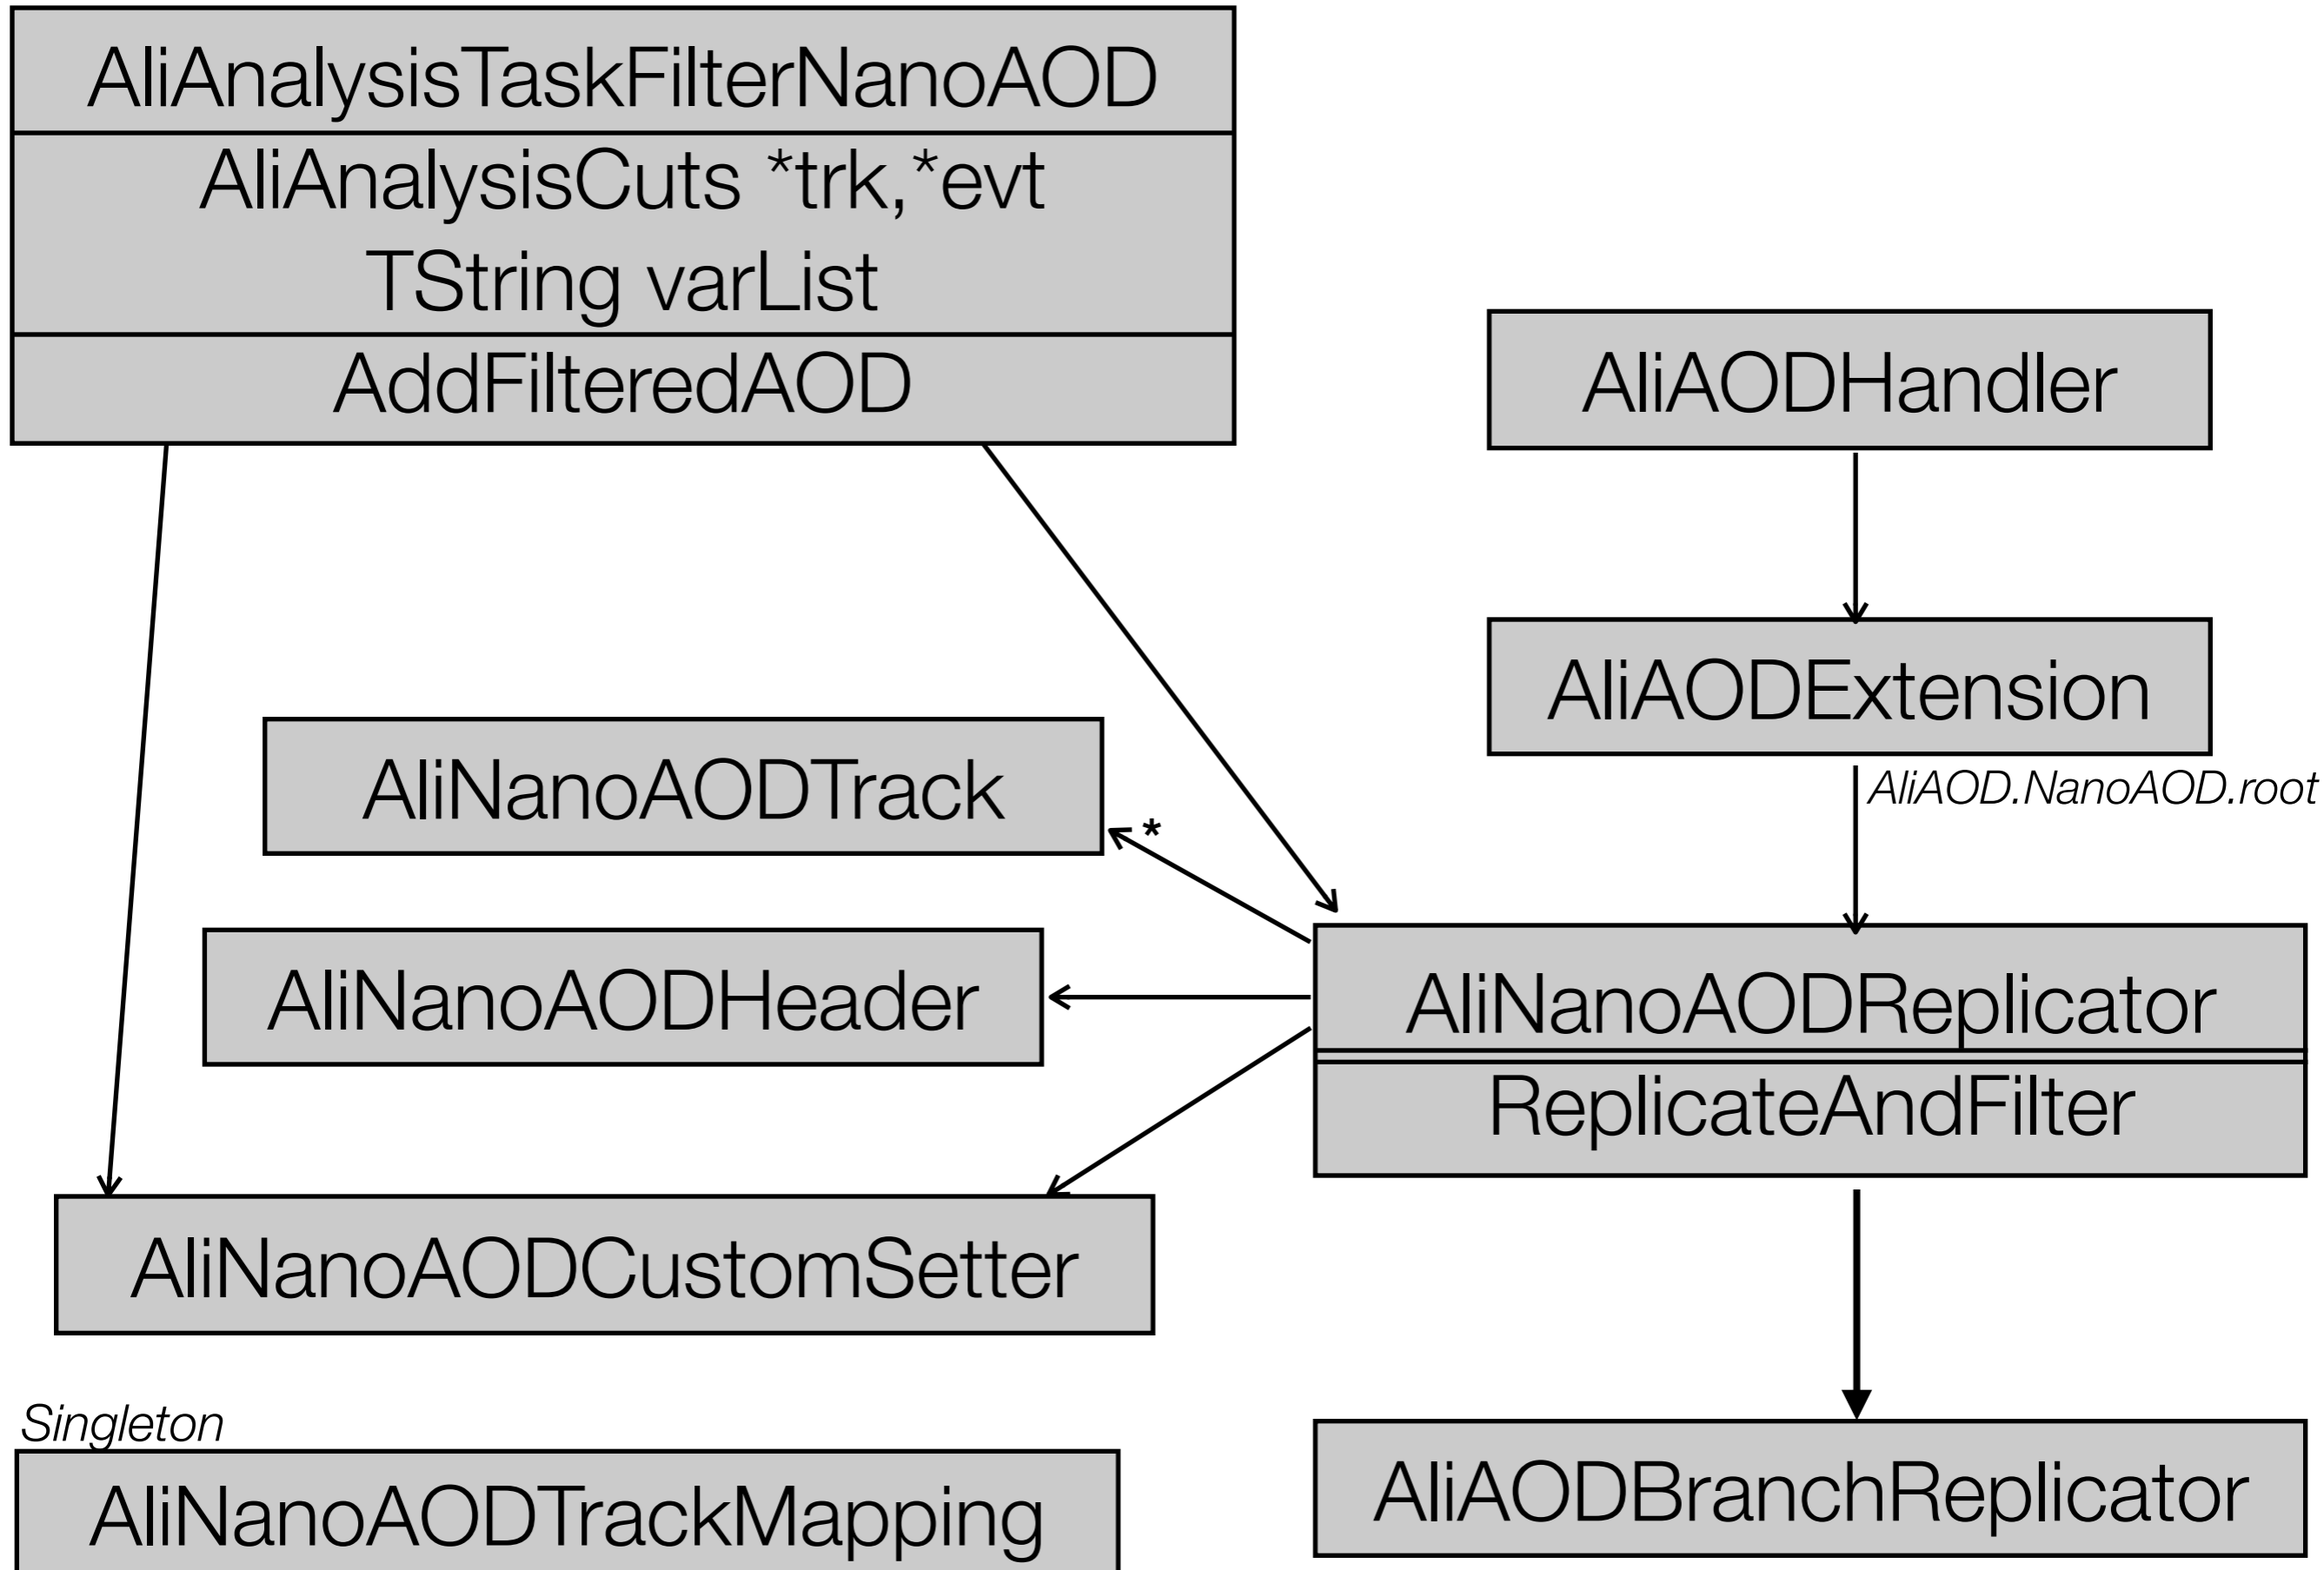 AliAnalysisTaskFilterNanoAOD
AliAnalysisCuts *trk,*evt
TString varList
AddFilteredAOD
AliAODHandler
AliAODExtension
AliAOD.NanoAOD.root
AliNanoAODTrack
*
AliNanoAODHeader
AliNanoAODReplicator
ReplicateAndFilter
AliNanoAODCustomSetter
Singleton
AliNanoAODTrackMapping
AliAODBranchReplicator